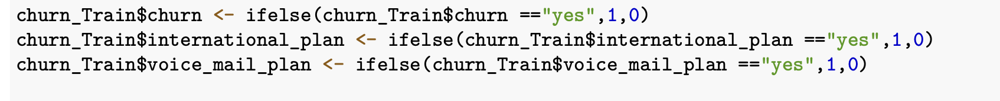 churn_Train$churn <- ifelse(churn_Train$churn =="yes",1,0)
churn_Train$international_plan <- ifelse(churn_Train$international_plan =="yes",1,0)
churn_Train$voice_mail_plan <- ifelse(churn_Train$voice_mail_plan =="yes",1,0)